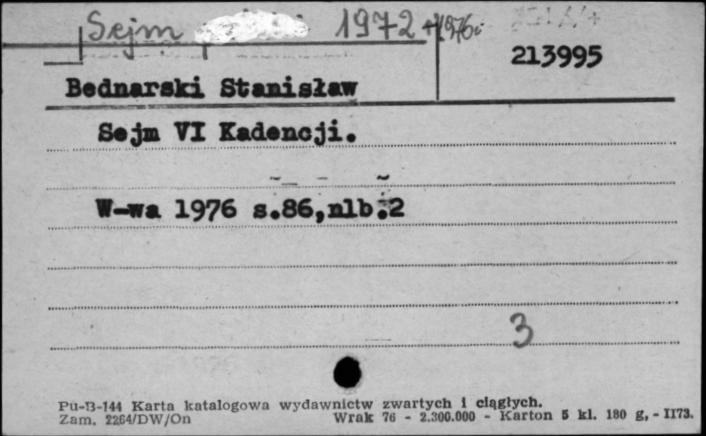 Sejm 1972 + 1976
213995
Bednarski Stanisław
Sejm VI Kadencji.
W-wa 1976 s.86,nlb.2
3
Pu-B-144 Karta katalogowa wydawnictw zwartych i ciągłych.
Zam. 2264/DW/On Wrak 76 - 2.300.000 - Karton 5 kl. 180 g, - II73.